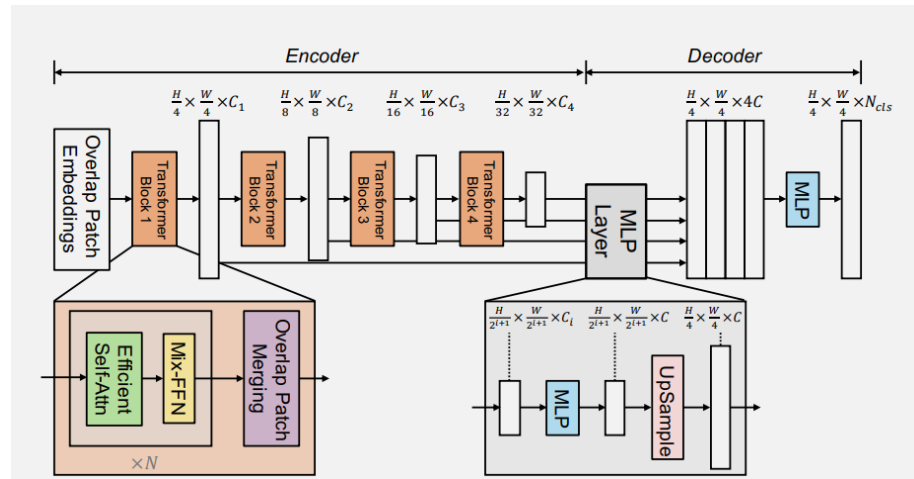 Encoder
Decoder
H/4 × W/4 × C₁
H/8 × W/8 × C₂
H/16 × W/16 × C₃
H/32 × W/32 × C₄
H/4 × W/4 × 4C
H/4 × W/4 × N_cls
Overlap Patch
Embeddings
Transformer
Block 1
Transformer
Block 2
Transformer
Block 3
Transformer
Block 4
MLP
Layer
MLP
Efficient
Self-Attn
Mix-FFN
Overlap Patch
Merging
×N
H/2^{i+1} × W/2^{i+1} × C_i
H/2^{i+1} × W/2^{i+1} × C
H/4 × W/4 × C
MLP
UpSample